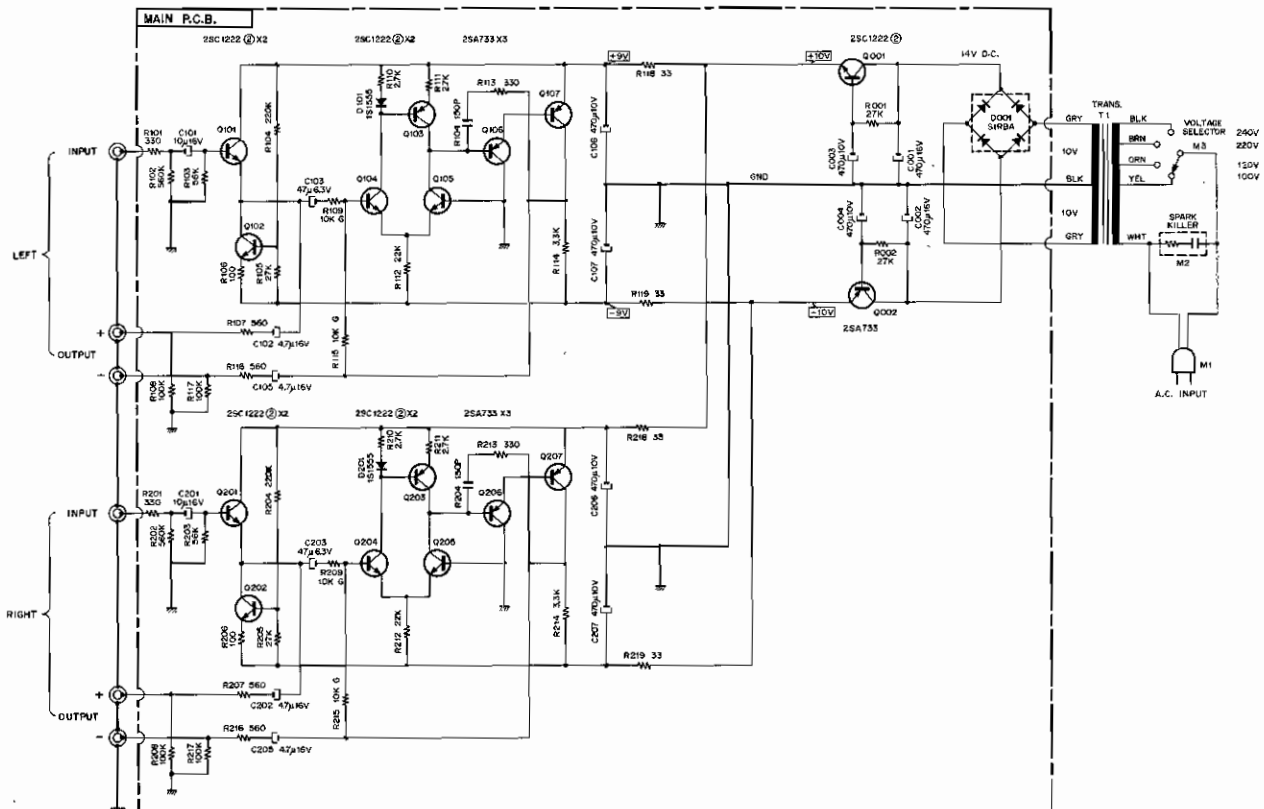 MAIN P.C.B.
2SC1222 ② X2
2SC1222 ② X2
2SA733 X3
2SC1222 ②
14V D.C.
+9V
R118 33
+10V
Q001
R110
2.7K
R111
2.7K
R113 330
Q107
D101
1S1555
Q103
R104 150P
Q106
C106 470μ10V
C003
470μ10V
R001
27K
C001
470μ16V
D001
S1RBA
TRANS.
T1
GRY
BLK
BRN
ORN
YEL
WHT
VOLTAGE
SELECTOR
M3
240V
220V
120V
100V
10V
BLK
10V
GRY
INPUT
R101
330
C101
10μ16V
Q101
R104 220K
R102
560K
R103
56K
C103
47μ6.3V
R109
10K G
Q104
Q105
GND
C004
470μ10V
C002
470μ16V
SPARK
KILLER
M2
LEFT
Q102
R106
100
R105
27K
R112 22K
R114 3.3K
C107 470μ10V
R002
27K
R119 33
-9V
-10V
Q002
2SA733
M1
A.C. INPUT
+
OUTPUT
-
R107 560
C102 4.7μ16V
R115 10K G
R116 560
C105 4.7μ16V
R108
100K
R117
100K
2SC1222 ② X2
2SC1222 ② X2
2SA733 X3
R218 33
R210
2.7K
R211
2.7K
R213 330
Q207
D201
1S1555
Q203
R204 150P
Q206
C206 470μ10V
INPUT
R201
330
C201
10μ16V
Q201
R204 220K
R202
560K
R203
56K
C203
47μ6.3V
R209
10K G
Q204
Q205
RIGHT
Q202
R206
100
R205
27K
R212 22K
R214 3.3K
C207 470μ10V
R219 33
+
OUTPUT
-
R207 560
C202 4.7μ16V
R215 10K G
R216 560
C205 4.7μ16V
R208
100K
R217
100K